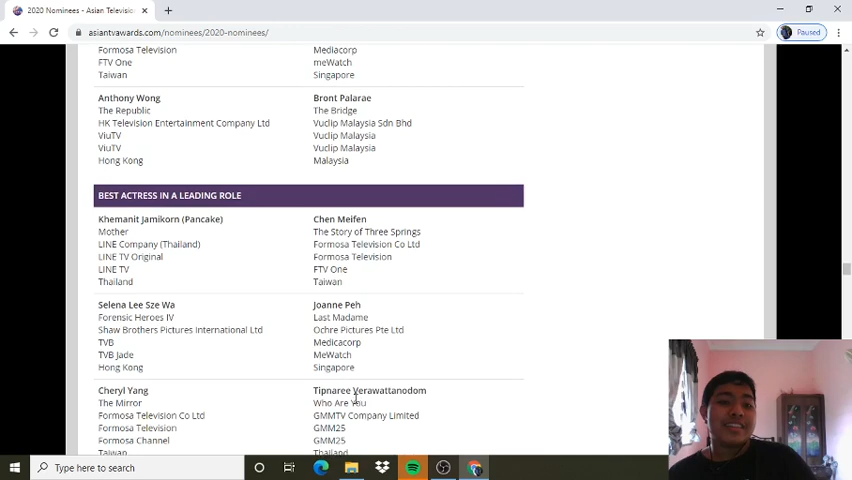 2020 Nominees - Asian Televisio
asiantvawards.com/nominees/2020-nominees/
Paused
Formosa Television
FTV One
Taiwan
Mediacorp
meWatch
Singapore
Anthony Wong
The Republic
HK Television Entertainment Company Ltd
ViuTV
ViuTV
Hong Kong
Bront Palarae
The Bridge
Vuclip Malaysia Sdn Bhd
Vuclip Malaysia
Vuclip Malaysia
Malaysia
BEST ACTRESS IN A LEADING ROLE
Khemanit Jamikorn (Pancake)
Mother
LINE Company (Thailand)
LINE TV Original
LINE TV
Thailand
Chen Meifen
The Story of Three Springs
Formosa Television Co Ltd
Formosa Television
FTV One
Taiwan
Selena Lee Sze Wa
Forensic Heroes IV
Shaw Brothers Pictures International Ltd
TVB
TVB Jade
Hong Kong
Joanne Peh
Last Madame
Ochre Pictures Pte Ltd
Medicacorp
MeWatch
Singapore
Cheryl Yang
The Mirror
Formosa Television Co Ltd
Formosa Television
Formosa Channel
Taiwan
Tipnaree Verawattanodom
Who Are You
GMMTV Company Limited
GMM25
GMM25
Thailand
Type here to search